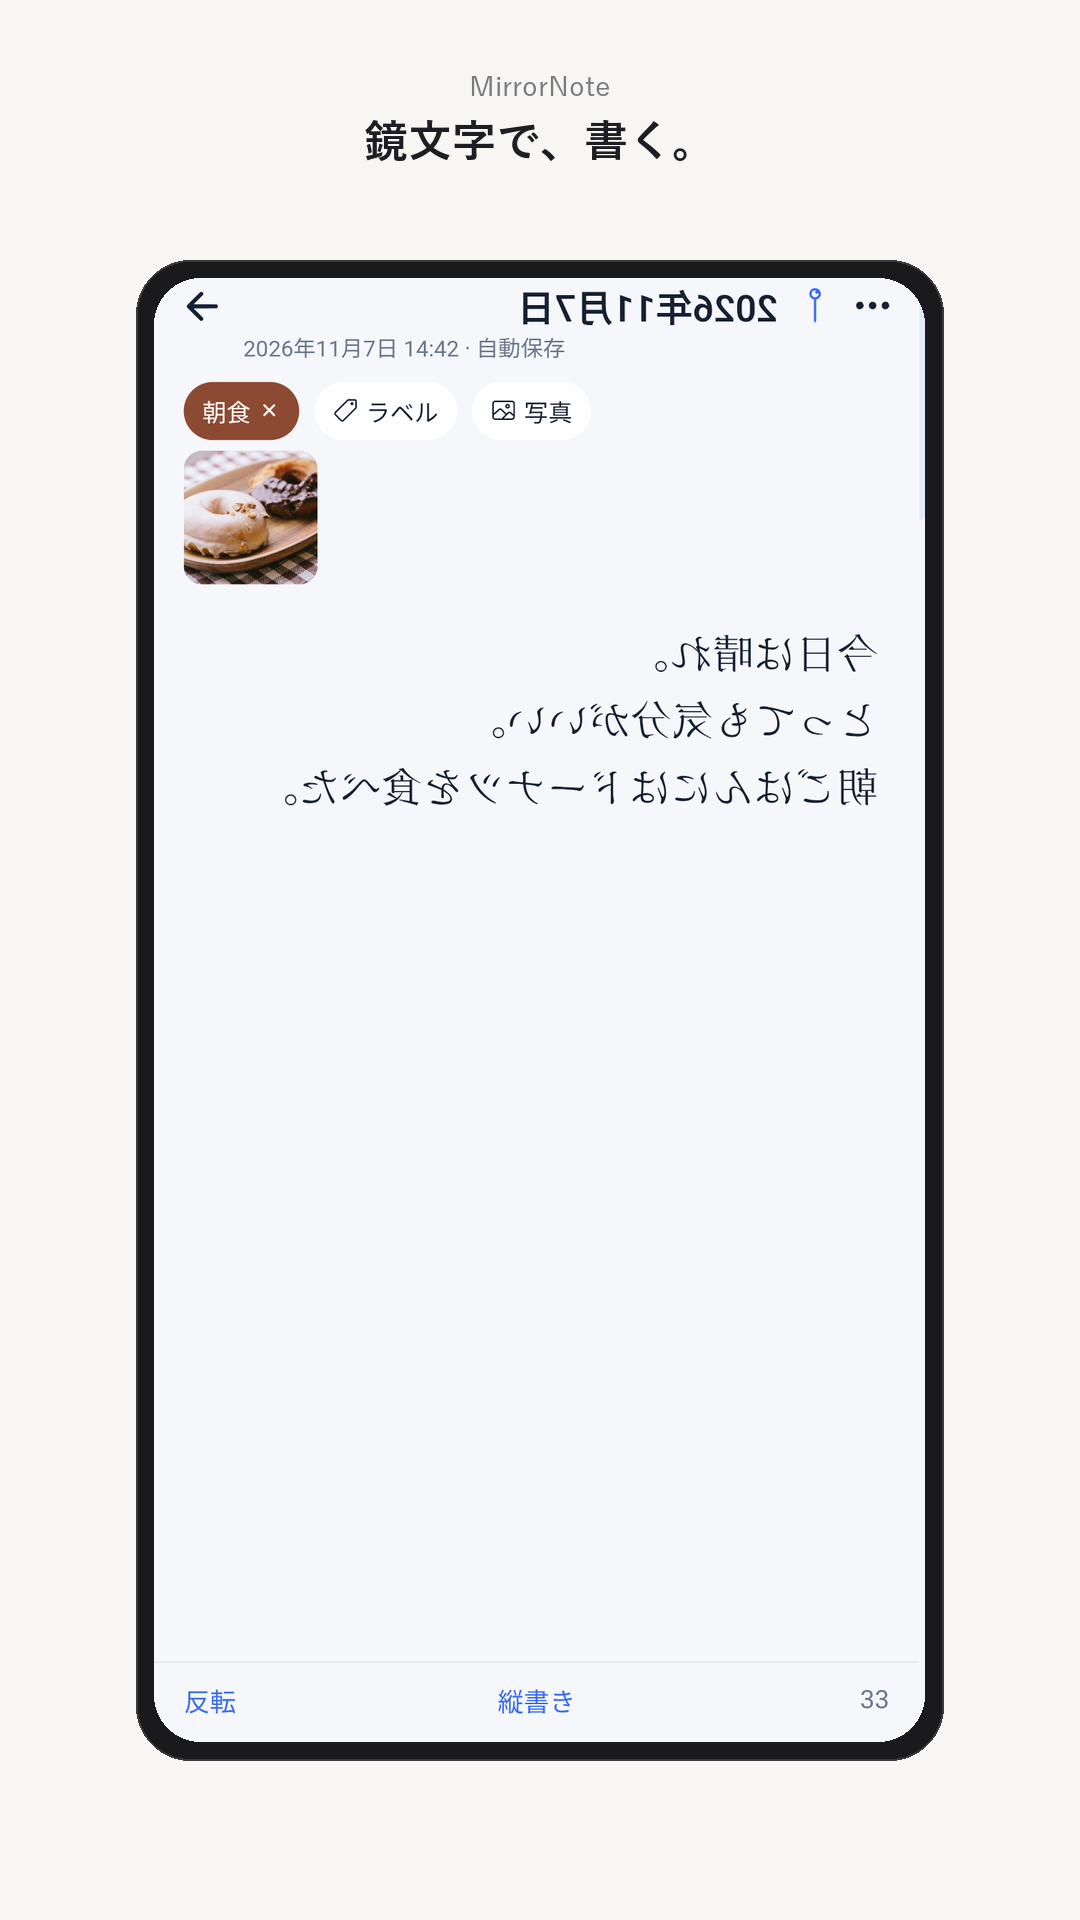 MirrorNote
鏡文字で、書く。
2026年11月7日
2026年11月7日 14:42 · 自動保存
朝食 ×
ラベル
写真
今日は晴れ。
とっても気分がいい。
朝ごはんにはドーナツを食べた。
反転
縦書き
33